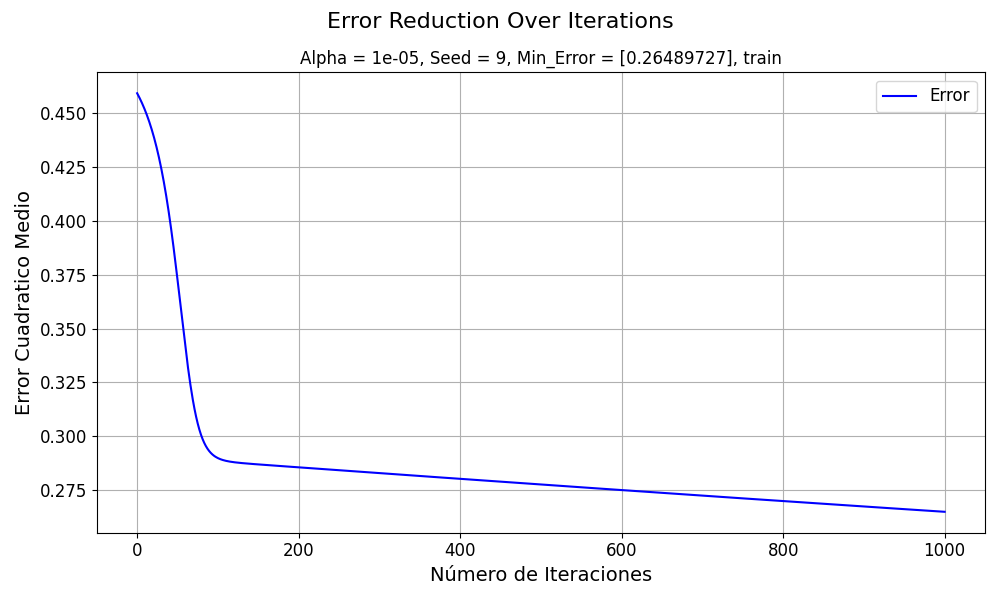 Error Reduction Over Iterations
Alpha = 1e-05, Seed = 9, Min_Error = [0.26489727], train
Error
Error Cuadratico Medio
0.450
0.425
0.400
0.375
0.350
0.325
0.300
0.275
0
200
400
600
800
1000
Número de Iteraciones